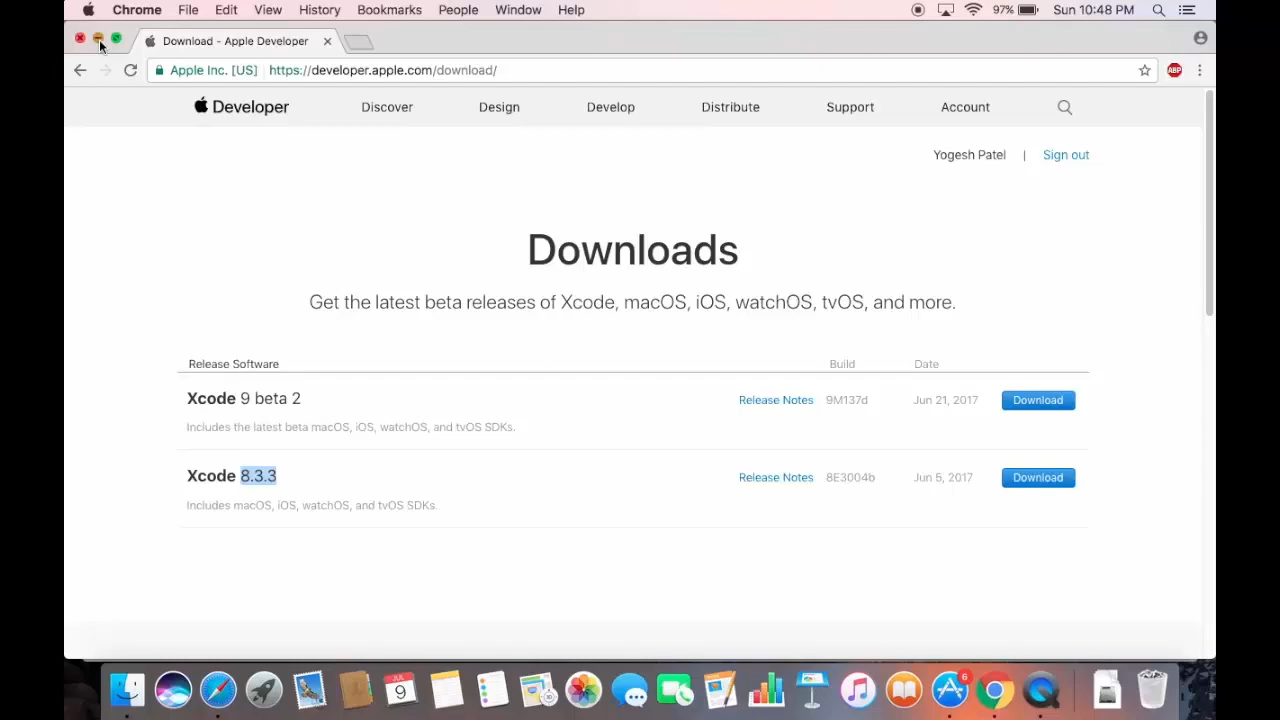 Chrome File Edit View History Bookmarks People Window Help 97% Sun 10:48 PM
Download - Apple Developer
Apple Inc. [US] https://developer.apple.com/download/ ABP
Developer Discover Design Develop Distribute Support Account
Yogesh Patel | Sign out
Downloads
Get the latest beta releases of Xcode, macOS, iOS, watchOS, tvOS, and more.
Release Software Build Date
Xcode 9 beta 2 Release Notes 9M137d Jun 21, 2017 Download
Includes the latest beta macOS, iOS, watchOS, and tvOS SDKs.
Xcode 8.3.3 Release Notes 8E3004b Jun 5, 2017 Download
Includes macOS, iOS, watchOS, and tvOS SDKs.
9 6